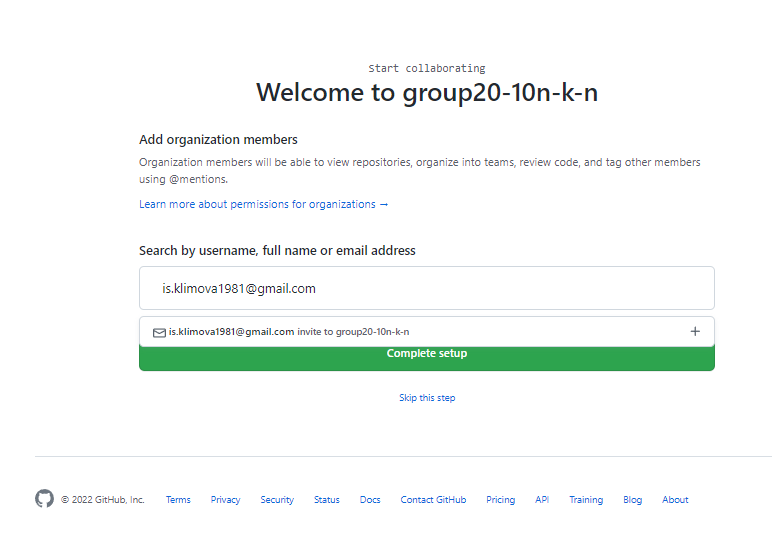 Start collaborating
Welcome to group20-10n-k-n
Add organization members
Organization members will be able to view repositories, organize into teams, review code, and tag other members
using @mentions.
Learn more about permissions for organizations →
Search by username, full name or email address
is.klimova1981@gmail.com
is.klimova1981@gmail.com invite to group20-10n-k-n
Complete setup
Skip this step
© 2022 GitHub, Inc. Terms Privacy Security Status Docs Contact GitHub Pricing API Training Blog About